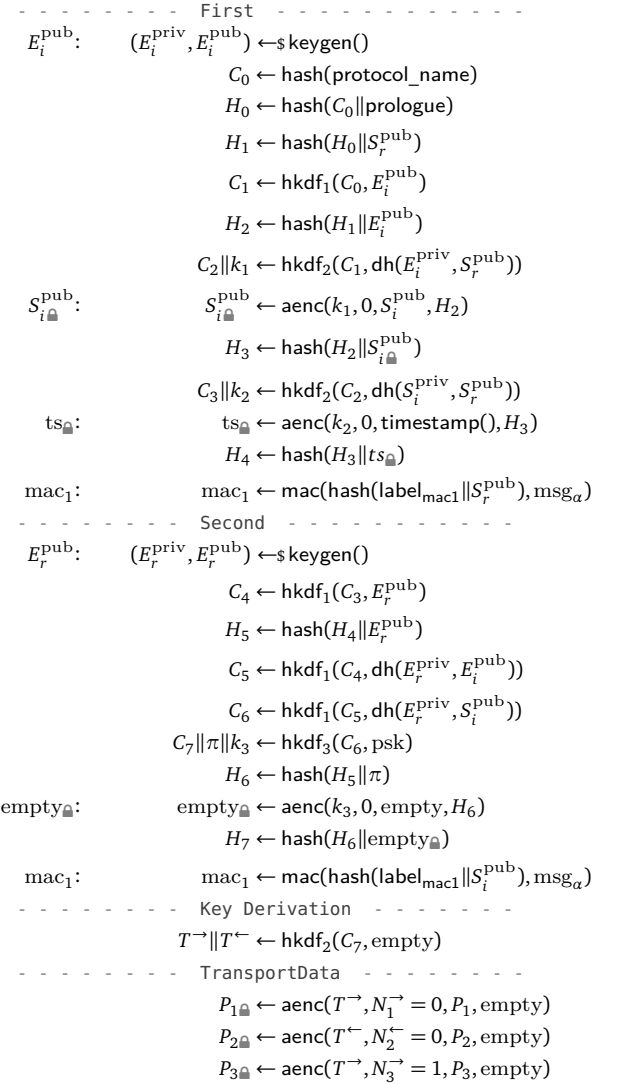 - - - - - - - - First - - - - - - - - - - - -
E_i^pub: (E_i^priv, E_i^pub) ←$ keygen()
C_0 ← hash(protocol_name)
H_0 ← hash(C_0‖prologue)
H_1 ← hash(H_0‖S_r^pub)
C_1 ← hkdf_1(C_0, E_i^pub)
H_2 ← hash(H_1‖E_i^pub)
C_2‖k_1 ← hkdf_2(C_1, dh(E_i^priv, S_r^pub))
S_i🔒^pub: S_i🔒^pub ← aenc(k_1, 0, S_i^pub, H_2)
H_3 ← hash(H_2‖S_i🔒^pub)
C_3‖k_2 ← hkdf_2(C_2, dh(S_i^priv, S_r^pub))
ts🔒: ts🔒 ← aenc(k_2, 0, timestamp(), H_3)
H_4 ← hash(H_3‖ts🔒)
mac_1: mac_1 ← mac(hash(label_mac1‖S_r^pub), msg_α)
- - - - - - - - Second - - - - - - - - - - -
E_r^pub: (E_r^priv, E_r^pub) ←$ keygen()
C_4 ← hkdf_1(C_3, E_r^pub)
H_5 ← hash(H_4‖E_r^pub)
C_5 ← hkdf_1(C_4, dh(E_r^priv, E_i^pub))
C_6 ← hkdf_1(C_5, dh(E_r^priv, S_i^pub))
C_7‖π‖k_3 ← hkdf_3(C_6, psk)
H_6 ← hash(H_5‖π)
empty🔒: empty🔒 ← aenc(k_3, 0, empty, H_6)
H_7 ← hash(H_6‖empty🔒)
mac_1: mac_1 ← mac(hash(label_mac1‖S_i^pub), msg_α)
- - - - - - - - Key Derivation - - - - - - -
T^→‖T^← ← hkdf_2(C_7, empty)
- - - - - - - - TransportData - - - - - - - -
P_1🔒 ← aenc(T^→, N_1^→ = 0, P_1, empty)
P_2🔒 ← aenc(T^←, N_2^← = 0, P_2, empty)
P_3🔒 ← aenc(T^→, N_3^→ = 1, P_3, empty)